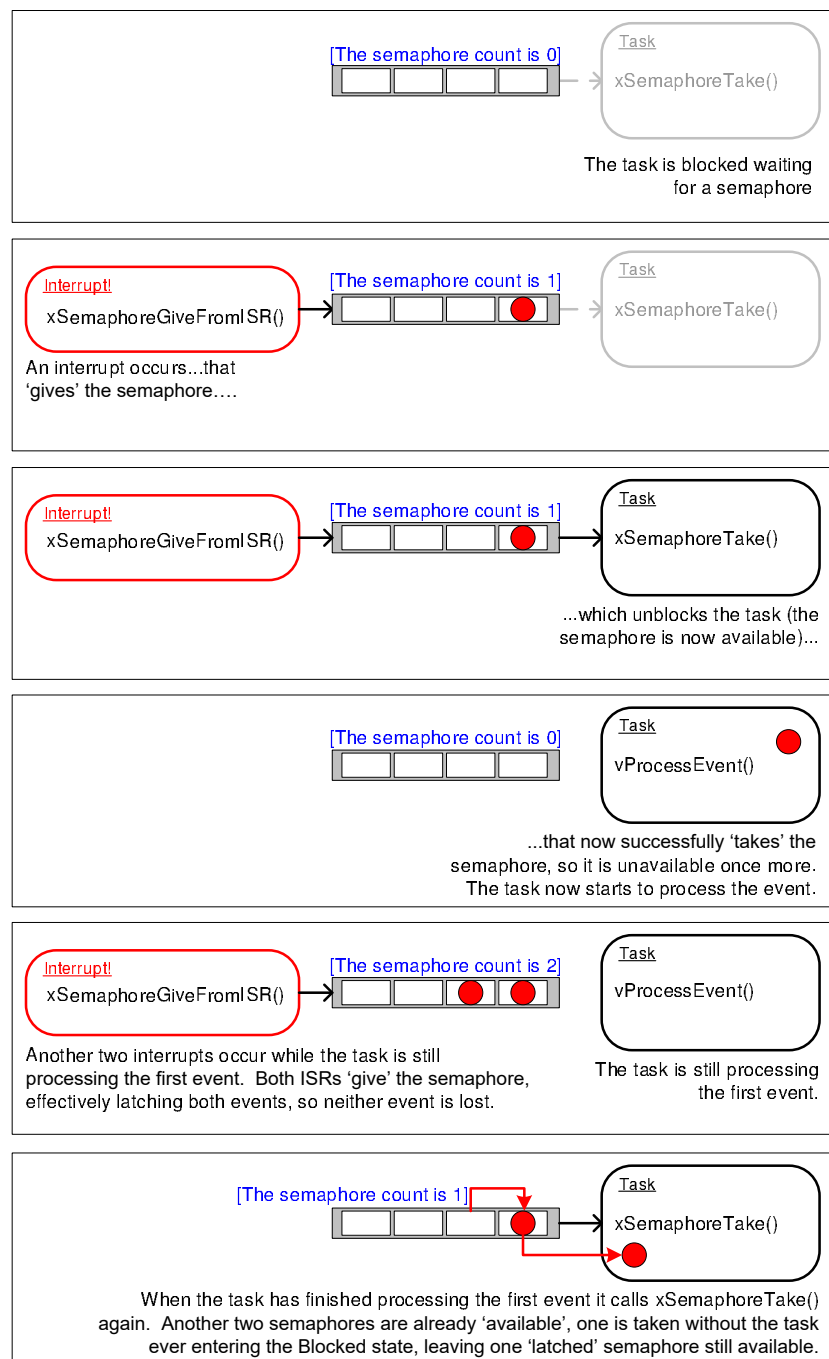 [The semaphore count is 0]
Task
xSemaphoreTake()
The task is blocked waiting
for a semaphore
Interrupt!
xSemaphoreGiveFromISR()
An interrupt occurs...that
‘gives’ the semaphore….
[The semaphore count is 1]
Task
xSemaphoreTake()
Interrupt!
xSemaphoreGiveFromISR()
[The semaphore count is 1]
Task
xSemaphoreTake()
...which unblocks the task (the
semaphore is now available)...
[The semaphore count is 0]
Task
vProcessEvent()
...that now successfully ‘takes’ the
semaphore, so it is unavailable once more.
The task now starts to process the event.
Interrupt!
xSemaphoreGiveFromISR()
Another two interrupts occur while the task is still
processing the first event.  Both ISRs ‘give’ the semaphore,
effectively latching both events, so neither event is lost.
[The semaphore count is 2]
Task
vProcessEvent()
The task is still processing
the first event.
[The semaphore count is 1]
Task
xSemaphoreTake()
When the task has finished processing the first event it calls xSemaphoreTake()
again.  Another two semaphores are already ‘available’, one is taken without the task
ever entering the Blocked state, leaving one ‘latched’ semaphore still available.